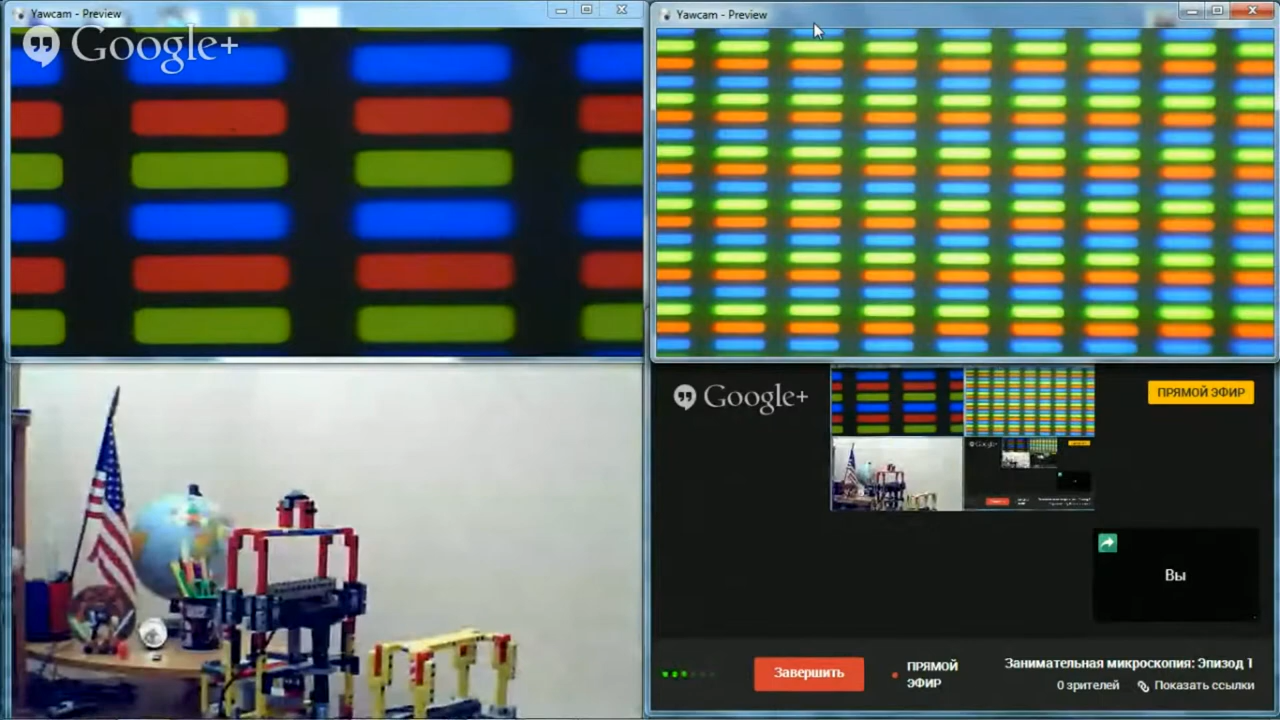 Yawcam - Preview
Google+
Yawcam - Preview
Google+
ПРЯМОЙ ЭФИР
Вы
Завершить
ПРЯМОЙ
ЭФИР
Занимательная микроскопия: Эпизод 1
0 зрителей
Показать ссылки